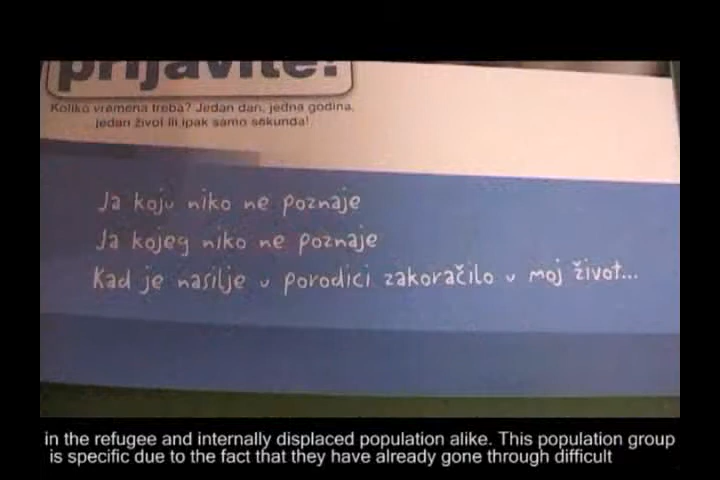 prijavite!
Koliko vremena treba? Jedan dan, jedna godina,
jedan život ili ipak samo sekunda!
Ja koju niko ne poznaje
Ja kojeg niko ne poznaje
Kad je nasilje u porodici zakoračilo u moj život...
in the refugee and internally displaced population alike. This population group
is specific due to the fact that they have already gone through difficult